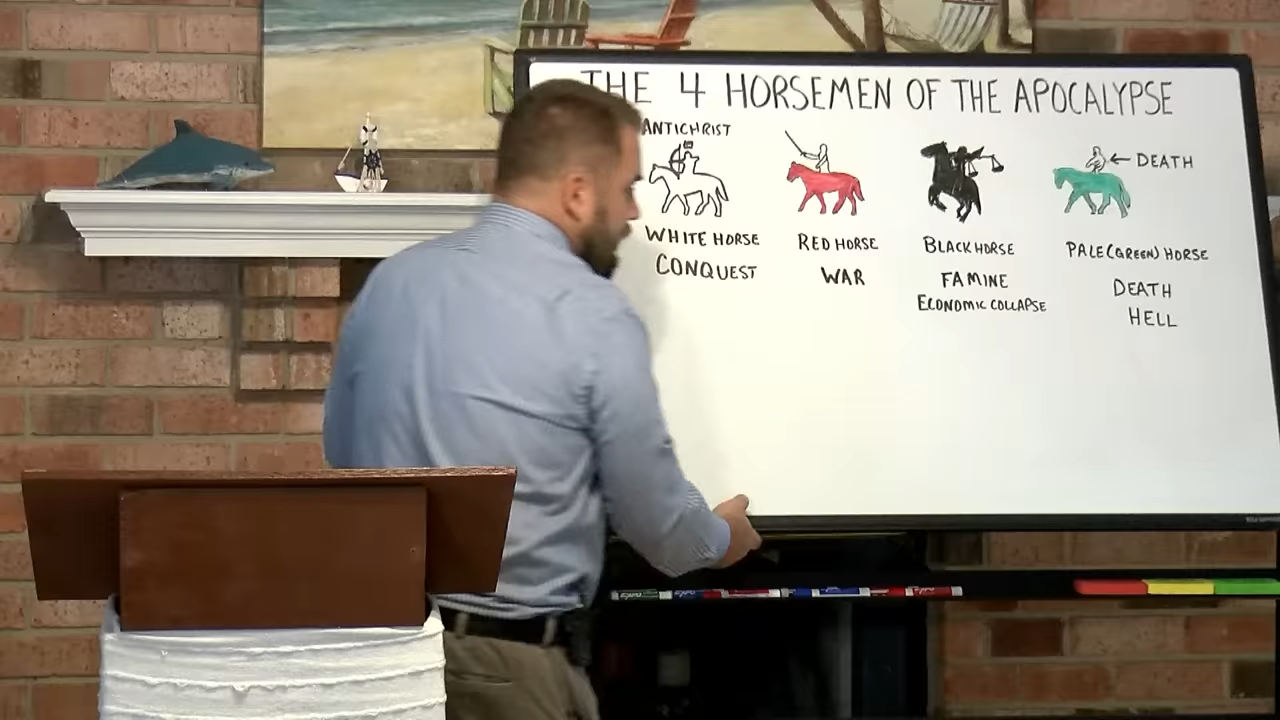 THE 4 HORSEMEN OF THE APOCALYPSE
ANTICHRIST
← DEATH
WHITE HORSE
RED HORSE
BLACK HORSE
PALE(GREEN) HORSE
CONQUEST
WAR
FAMINE
DEATH
ECONOMIC COLLAPSE
HELL